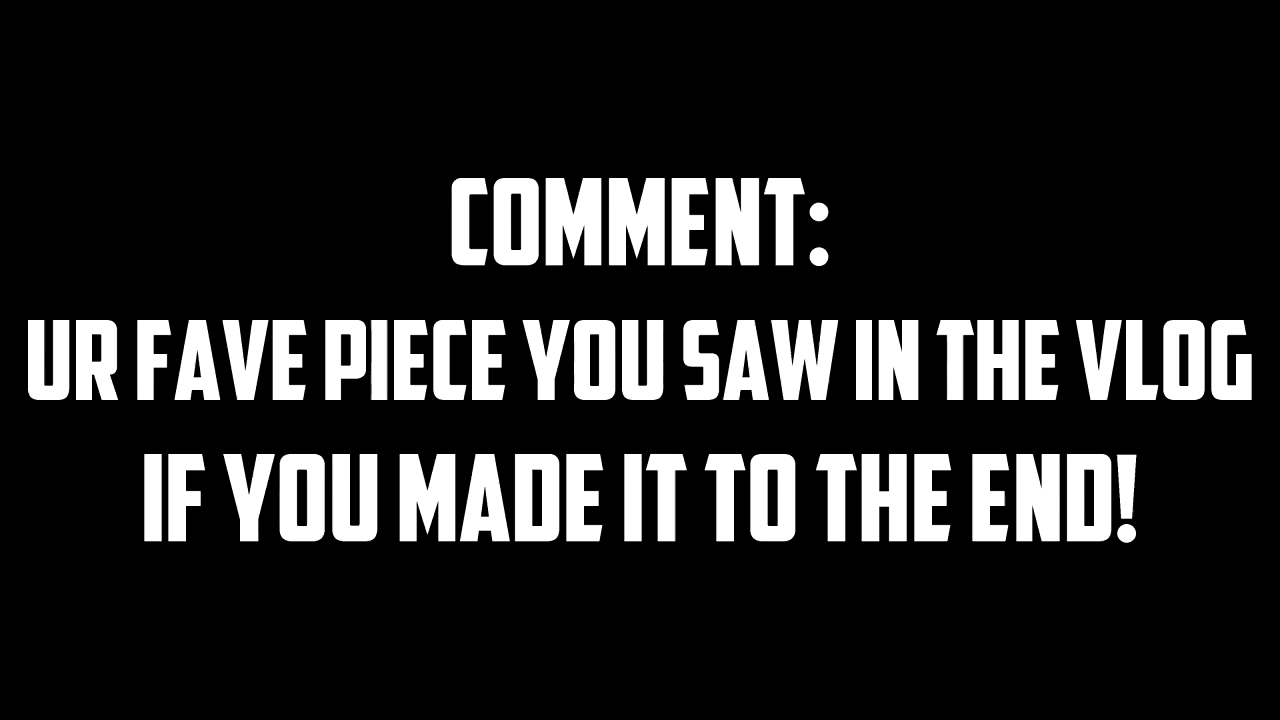 COMMENT:
UR FAVE PIECE YOU SAW IN THE VLOG
IF YOU MADE IT TO THE END!